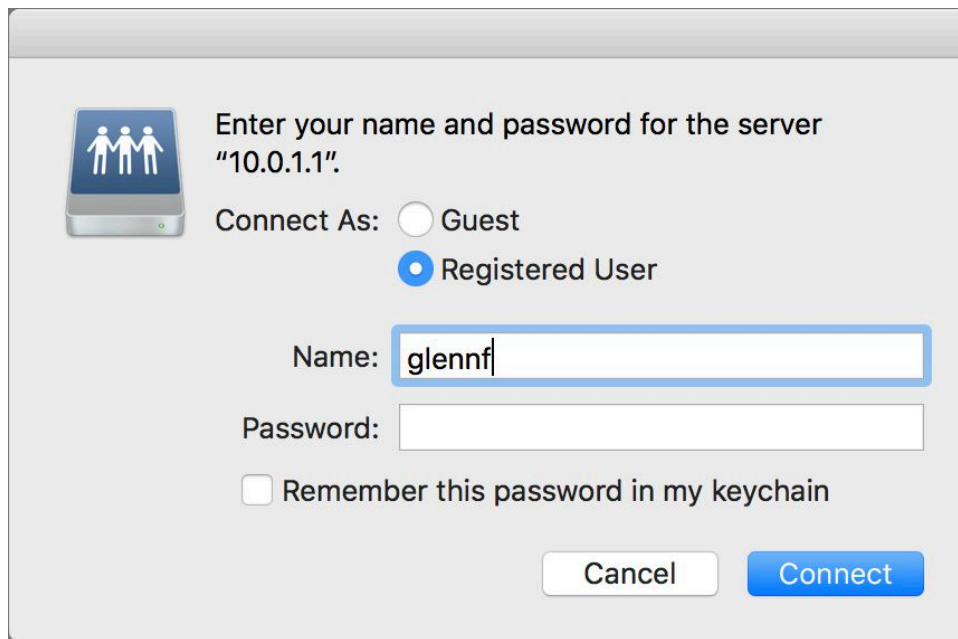 Enter your name and password for the server
“10.0.1.1”.
Connect As: Guest
Registered User
Name: glennf
Password:
Remember this password in my keychain
Cancel Connect